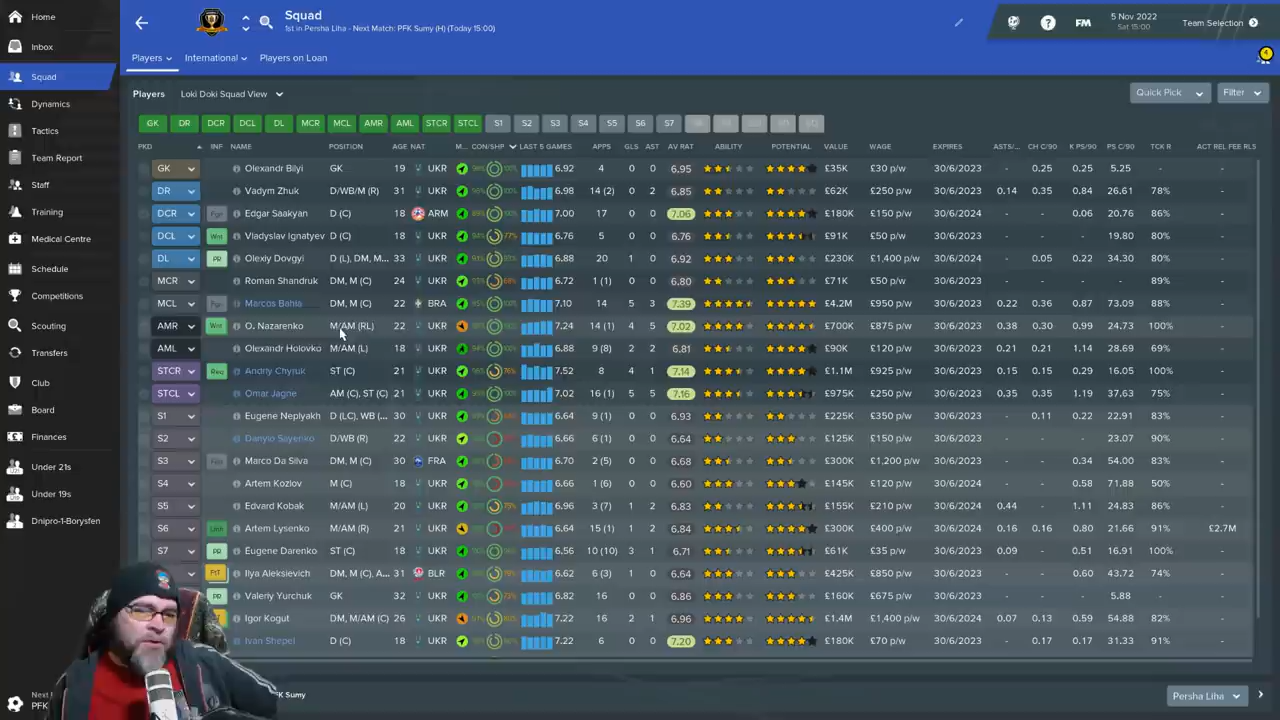 Home
Inbox
Squad
Dynamics
Tactics
Team Report
Staff
Training
Medical Centre
Schedule
Competitions
Scouting
Transfers
Club
Board
Finances
Under 21s
Under 19s
Dnipro-1-Borysfen
Squad
1st in Persha Liha - Next Match: PFK Sumy (H) (Today 15:00)
? FM 5 Nov 2022
Sat 15:00
Team Selection
Players International Players on Loan
4
Players Loki Doki Squad View
Quick Pick Filter
GK DR DCR DCL DL MCR MCL AMR AML STCR STCL S1 S2 S3 S4 S5 S6 S7
PKD INF NAME POSITION AGE NAT M... CON/SHP LAST 5 GAMES APPS GLS AST AV RAT ABILITY POTENTIAL VALUE WAGE EXPIRES ASTS/... CH C/90 K PS/90 PS C/90 TCK R ACT REL FEE RLS
GK Olexandr Bilyi GK 19 UKR 6.92 4 0 0 6.95 £35K £30 p/w 30/6/2023 - 0.25 0.25 5.25 - -
DR Vadym Zhuk D/WB/M (R) 31 UKR 6.98 14 (2) 0 2 6.85 £62K £250 p/w 30/6/2023 0.14 0.35 0.84 26.61 78% -
DCR Fgn Edgar Saakyan D (C) 18 ARM 7.00 17 0 0 7.06 £180K £150 p/w 30/6/2024 - - 0.06 20.76 86% -
DCL Wnt Vladyslav Ignatyev D (C) 18 UKR 77% 6.76 5 0 0 6.76 £91K £50 p/w 30/6/2023 - - - 19.80 80% -
DL PR Olexiy Dovgyi D (L), DM, M... 33 UKR 6.88 20 1 0 6.92 £230K £1,400 p/w 30/6/2023 - 0.05 0.22 34.30 80% -
MCR Roman Shandruk DM, M (C) 24 UKR 68% 6.72 1 (1) 0 0 6.80 £71K £50 p/w 30/6/2023 - - - - 89% -
MCL Fgn Marcos Bahia DM, M (C) 22 BRA 7.10 14 5 3 7.39 £4.2M £950 p/w 30/6/2023 0.22 0.36 0.87 73.09 88% -
AMR Wnt O. Nazarenko M/AM (RL) 22 UKR 7.24 14 (1) 4 5 7.02 £700K £875 p/w 30/6/2023 0.38 0.30 0.99 24.73 100% -
AML Olexandr Holovko M/AM (L) 18 UKR 6.88 9 (8) 2 2 6.81 £90K £120 p/w 30/6/2023 0.21 0.21 1.14 28.69 69% -
STCR Req Andriy Chyruk ST (C) 21 UKR 76% 7.52 8 4 1 7.14 £1.1M £925 p/w 30/6/2023 0.15 0.15 0.29 16.05 100% -
STCL Omar Jagne AM (C), ST (C) 21 UKR 7.02 16 (1) 5 5 7.16 £975K £250 p/w 30/6/2023 0.35 0.35 1.19 37.63 75% -
S1 Eugene Neplyakh D (LC), WB (... 30 UKR 6.64 9 (1) 0 0 6.93 £225K £350 p/w 30/6/2023 - 0.11 0.22 22.91 83% -
S2 Danylo Sayenko D/WB (R) 22 UKR 6.66 6 (1) 0 0 6.64 £125K £150 p/w 30/6/2023 - - - 23.07 90% -
S3 Marco Da Silva DM, M (C) 30 FRA 6.70 2 (5) 0 0 6.68 £300K £1,200 p/w 30/6/2023 - - 0.34 54.00 83% -
S4 Artem Kozlov M (C) 18 UKR 6.66 1 (6) 0 0 6.60 £145K £120 p/w 30/6/2023 - - 0.58 71.88 50% -
S5 Edvard Kobak M/AM (L) 20 UKR 6.96 3 (7) 1 2 6.83 £155K £210 p/w 30/6/2024 0.44 - 1.11 24.83 86% -
S6 Artem Lysenko M/AM (R) 21 UKR 6.64 15 (1) 0 2 6.84 £300K £400 p/w 30/6/2024 0.16 0.16 0.80 21.66 91% £2.7M
S7 PR Eugene Darenko ST (C) 18 UKR 6.56 10 (10) 3 1 6.71 £61K £35 p/w 30/6/2023 0.09 - 0.51 16.91 100% -
PfT Ilya Aleksievich DM, M (C), A... 31 BLR 6.62 6 (3) 1 0 6.64 £425K £850 p/w 30/6/2023 - - 0.60 43.72 74% -
PR Valeriy Yurchuk GK 32 UKR 72% 6.82 16 0 0 6.86 £160K £675 p/w 30/6/2023 - - - 5.88 - -
Igor Kogut DM, M/AM (C) 26 UKR 7.22 16 2 1 6.96 £1.4M £1,400 p/w 30/6/2023 0.07 0.13 0.59 54.88 82% -
Ivan Shepel D (C) 18 UKR 7.22 6 0 0 7.20 £180K £70 p/w 30/6/2023 - 0.17 0.17 31.33 91% -
PFK Sumy
Persha Liha